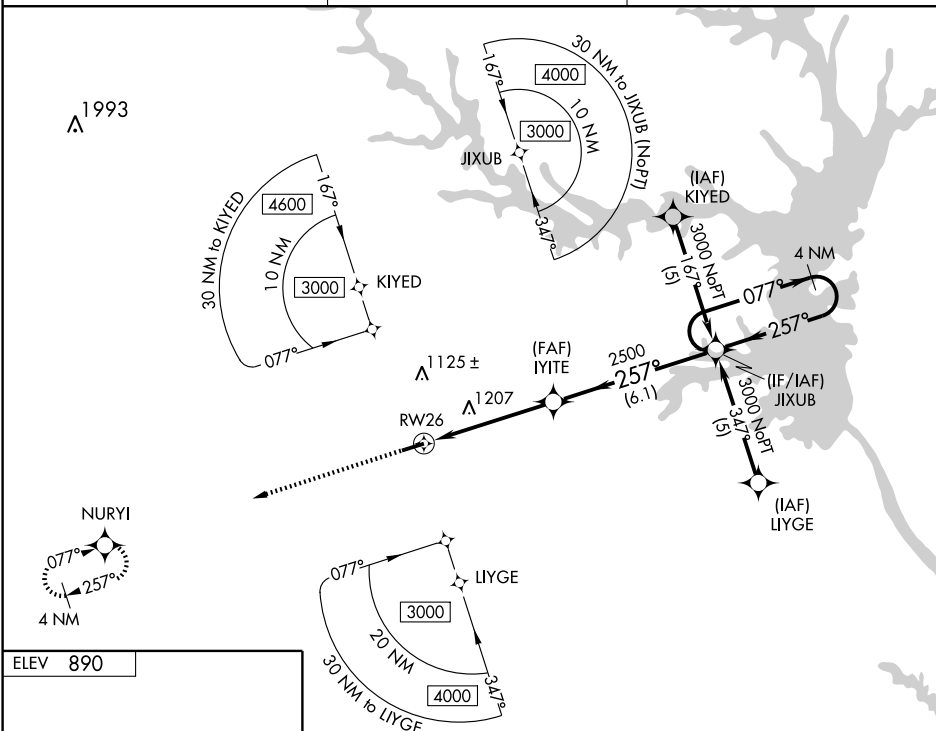 1993
30 NM to JIXUB (NoPT)
4000
167°
10 NM
3000
JIXUB
347°
(IAF)
KIYED
3000 NoPT
167°
(5)
4 NM
077°
257°
30 NM to KIYED
4600
167°
10 NM
3000
KIYED
077°
(FAF)
IYITE
2500
257°
(6.1)
(IF/IAF)
JIXUB
3000 NoPT
347°
(5)
1125 ±
1207
RW26
(IAF)
LIYGE
NURYI
077°
257°
4 NM
077°
LIYGE
3000
20 NM
4000
347°
30 NM to LIYGE
ELEV 890